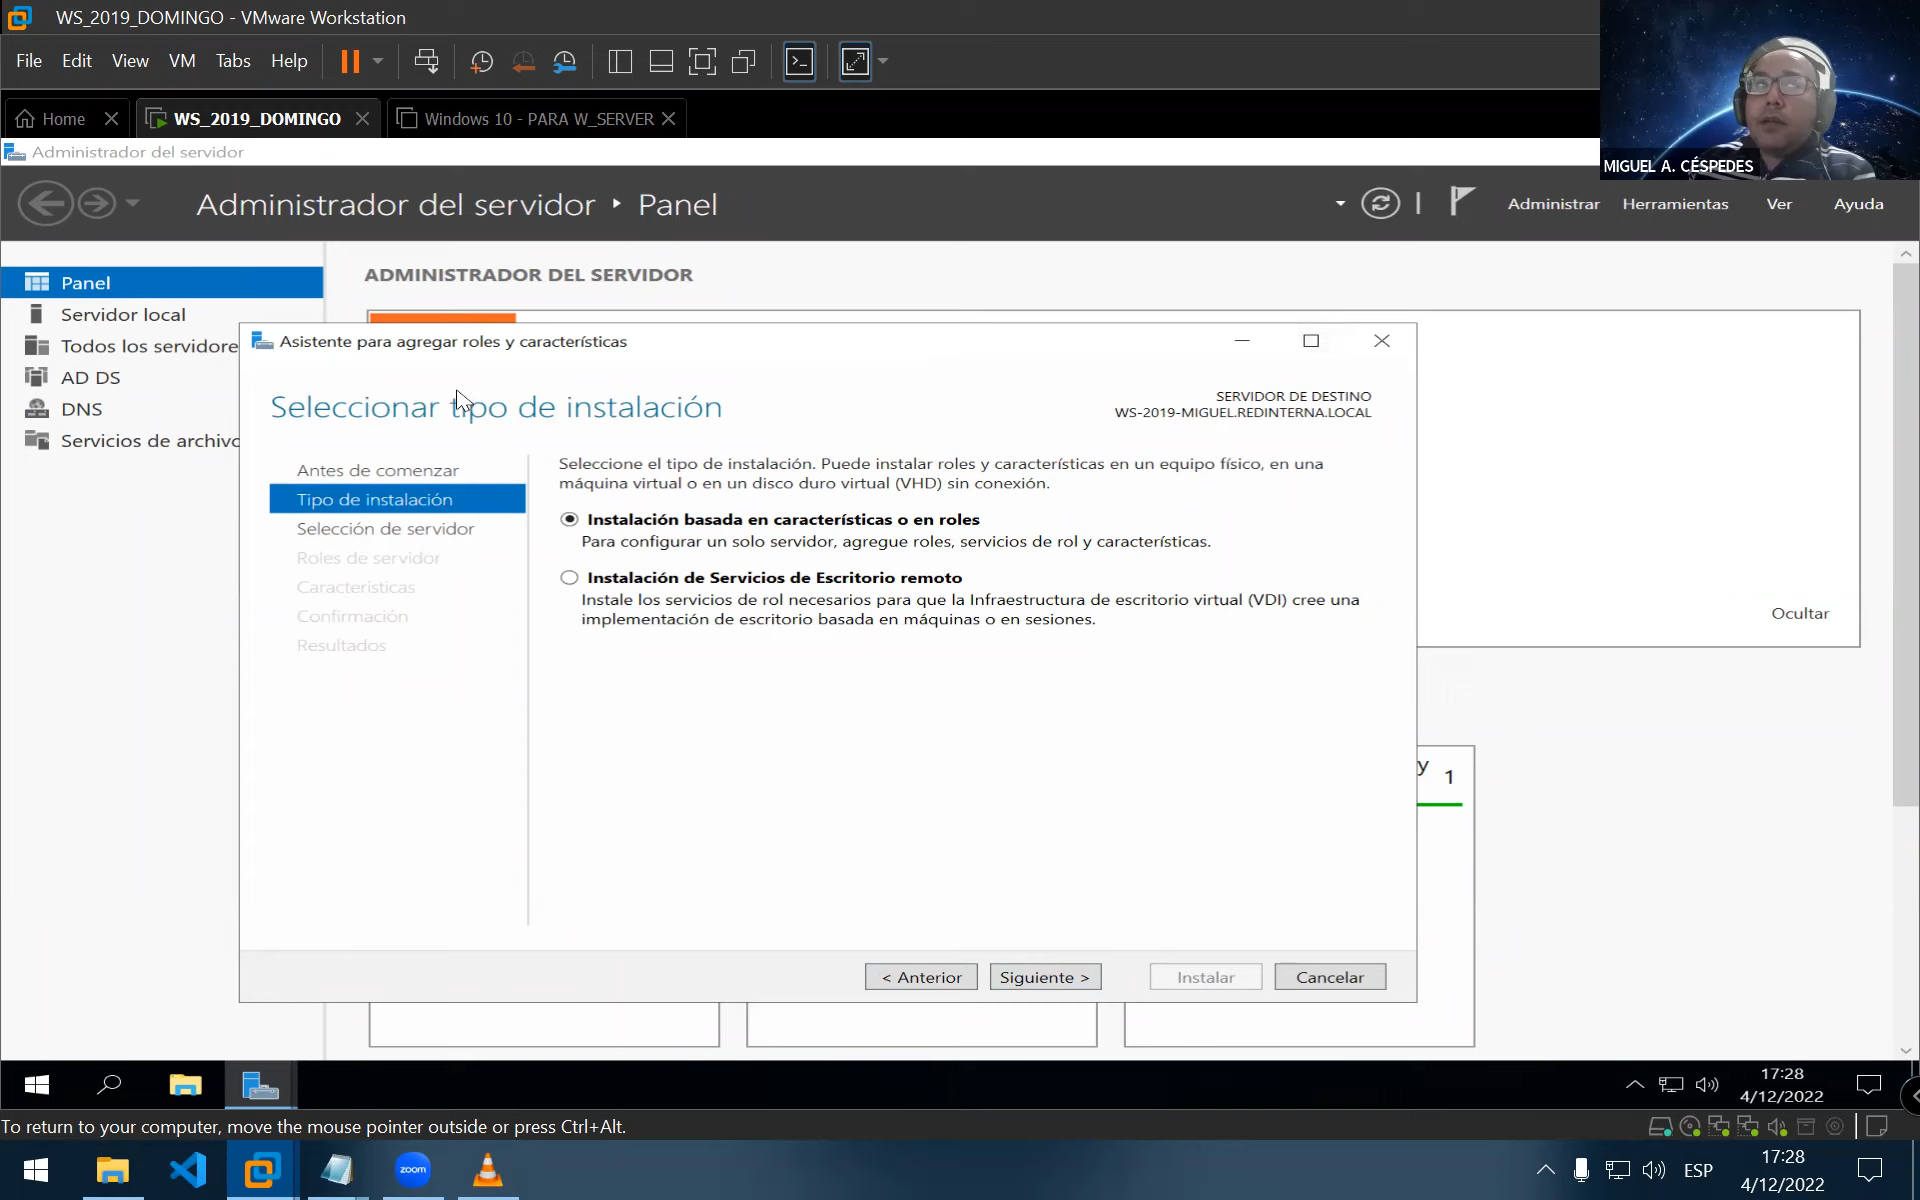 WS_2019_DOMINGO - VMware Workstation
File Edit View VM Tabs Help
Home
WS_2019_DOMINGO
Windows 10 - PARA W_SERVER
MIGUEL A. CÉSPEDES
Administrador del servidor
Administrador del servidor ‣ Panel
Administrar Herramientas Ver Ayuda
Panel
Servidor local
Todos los servidore
AD DS
DNS
Servicios de archivo
ADMINISTRADOR DEL SERVIDOR
Asistente para agregar roles y características
Seleccionar tipo de instalación
SERVIDOR DE DESTINO
WS-2019-MIGUEL.REDINTERNA.LOCAL
Antes de comenzar
Tipo de instalación
Selección de servidor
Roles de servidor
Características
Confirmación
Resultados
Seleccione el tipo de instalación. Puede instalar roles y características en un equipo físico, en una
máquina virtual o en un disco duro virtual (VHD) sin conexión.
Instalación basada en características o en roles
Para configurar un solo servidor, agregue roles, servicios de rol y características.
Instalación de Servicios de Escritorio remoto
Instale los servicios de rol necesarios para que la Infraestructura de escritorio virtual (VDI) cree una
implementación de escritorio basada en máquinas o en sesiones.
Ocultar
y 1
< Anterior Siguiente > Instalar Cancelar
17:28
4/12/2022
To return to your computer, move the mouse pointer outside or press Ctrl+Alt.
zoom
ESP
17:28
4/12/2022